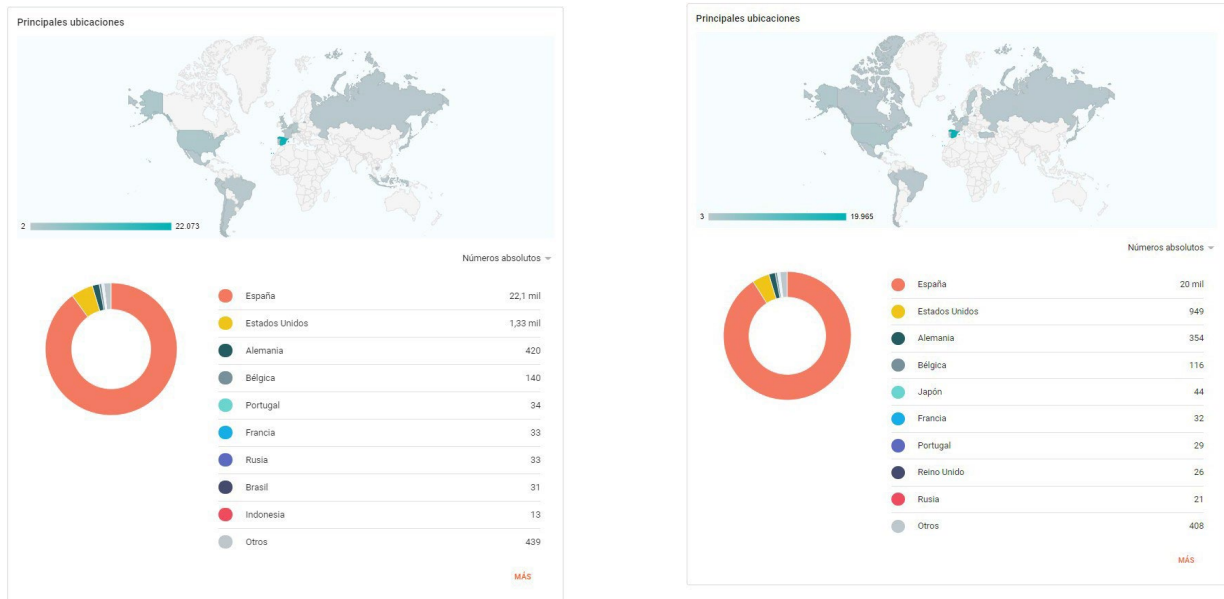 Principales ubicaciones
2 22.073
Números absolutos
España 22,1 mil
Estados Unidos 1,33 mil
Alemania 420
Bélgica 140
Portugal 34
Francia 33
Rusia 33
Brasil 31
Indonesia 13
Otros 439
MÁS
Principales ubicaciones
3 19.965
Números absolutos
España 20 mil
Estados Unidos 949
Alemania 354
Bélgica 116
Japón 44
Francia 32
Portugal 29
Reino Unido 26
Rusia 21
Otros 408
MÁS